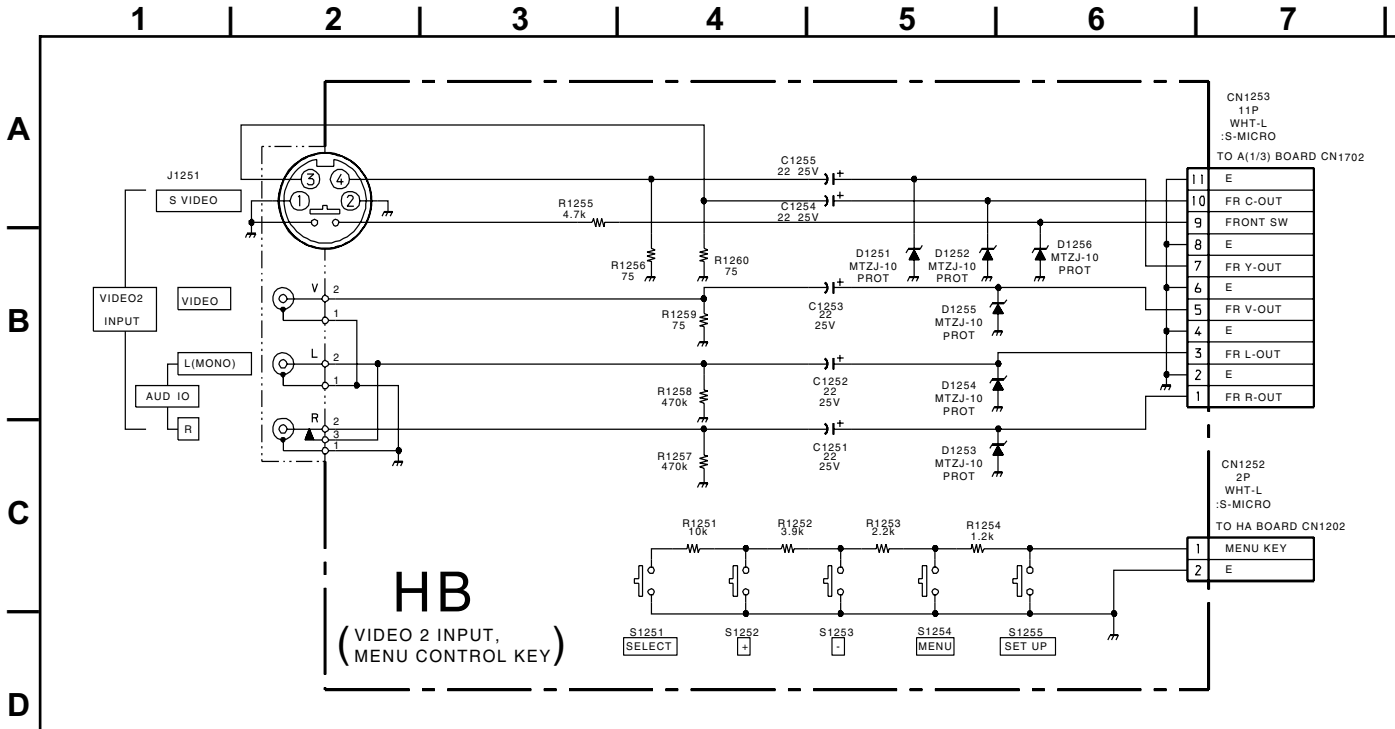 1 2 3 4 5 6 7
A
B
C
D
J1251
S VIDEO
VIDEO2
INPUT
VIDEO
L(MONO)
AUD IO
R
3 4
1 2
V 2
1
L 2
1
R 2
3
1
R1255
4.7k
R1256
75
R1260
75
R1259
75
R1258
470k
R1257
470k
C1255
22 25V
C1254
22 25V
C1253
22
25V
C1252
22
25V
C1251
22
25V
D1251
MTZJ-10
PROT
D1252
MTZJ-10
PROT
D1256
MTZJ-10
PROT
D1255
MTZJ-10
PROT
D1254
MTZJ-10
PROT
D1253
MTZJ-10
PROT
CN1253
11P
WHT-L
:S-MICRO
TO A(1/3) BOARD CN1702
11 E
10 FR C-OUT
9 FRONT SW
8 E
7 FR Y-OUT
6 E
5 FR V-OUT
4 E
3 FR L-OUT
2 E
1 FR R-OUT
CN1252
2P
WHT-L
:S-MICRO
TO HA BOARD CN1202
1 MENU KEY
2 E
R1251
10k
R1252
3.9k
R1253
2.2k
R1254
1.2k
S1251
SELECT
S1252
+
S1253
-
S1254
MENU
S1255
SET UP
HB
(VIDEO 2 INPUT,
MENU CONTROL KEY)